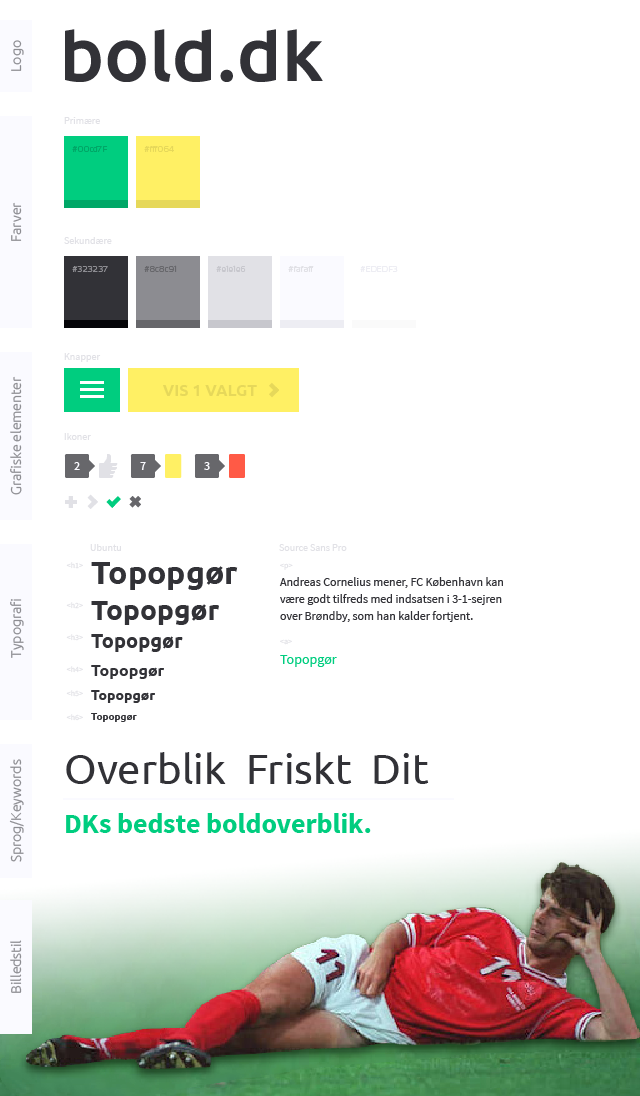 Logo
bold.dk
Farver
Primære
#00cd7F
#fff064
Sekundære
#323237
#8c8c91
#e1e1e6
#fafaff
#EDEDF3
Grafiske elementer
Knapper
VIS 1 VALGT
Ikoner
2
7
3
Typografi
Ubuntu
<h1> Topopgør
<h2> Topopgør
<h3> Topopgør
<h4> Topopgør
<h5> Topopgør
<h6> Topopgør
Source Sans Pro
<p>
Andreas Cornelius mener, FC København kan
være godt tilfreds med indsatsen i 3-1-sejren
over Brøndby, som han kalder fortjent.
<a>
Topopgør
Sprog/Keywords
Overblik Friskt Dit
DKs bedste boldoverblik.
Billedstil
11
11